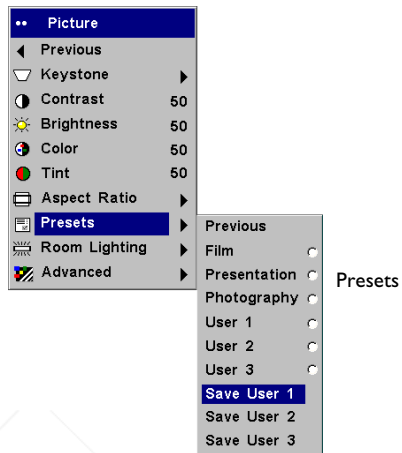 •• Picture
Previous
Keystone
Contrast 50
Brightness 50
Color 50
Tint 50
Aspect Ratio
Presets
Room Lighting
Advanced
Previous
Film
Presentation
Photography
User 1
User 2
User 3
Save User 1
Save User 2
Save User 3
Presets